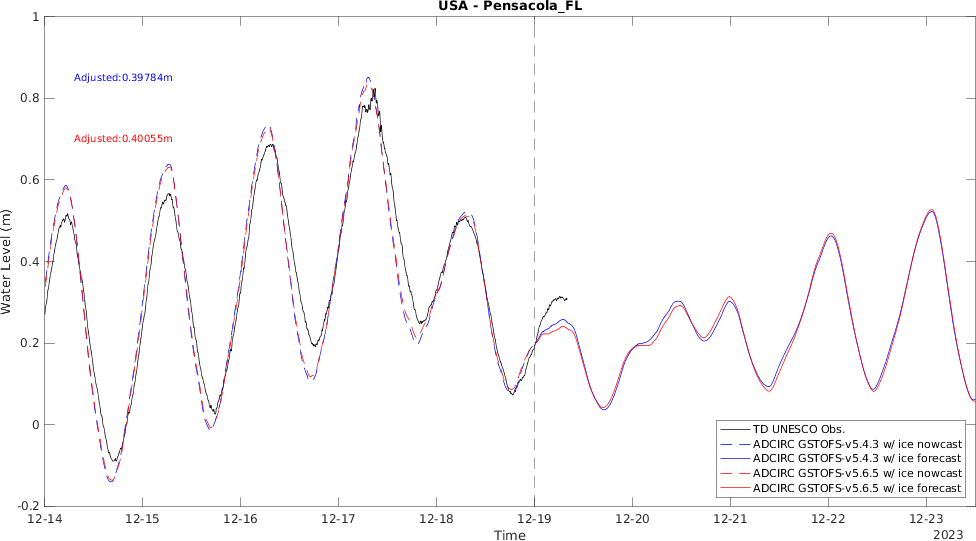 USA - Pensacola_FL
1
Adjusted:0.39784m
0.8
Adjusted:0.40055m
0.6
Water Level (m)
0.4
0.2
0
-0.2
TD UNESCO Obs.
ADCIRC GSTOFS-v5.4.3 w/ ice nowcast
ADCIRC GSTOFS-v5.4.3 w/ ice forecast
ADCIRC GSTOFS-v5.6.5 w/ ice nowcast
ADCIRC GSTOFS-v5.6.5 w/ ice forecast
12-14 12-15 12-16 12-17 12-18 12-19 12-20 12-21 12-22 12-23
Time
2023